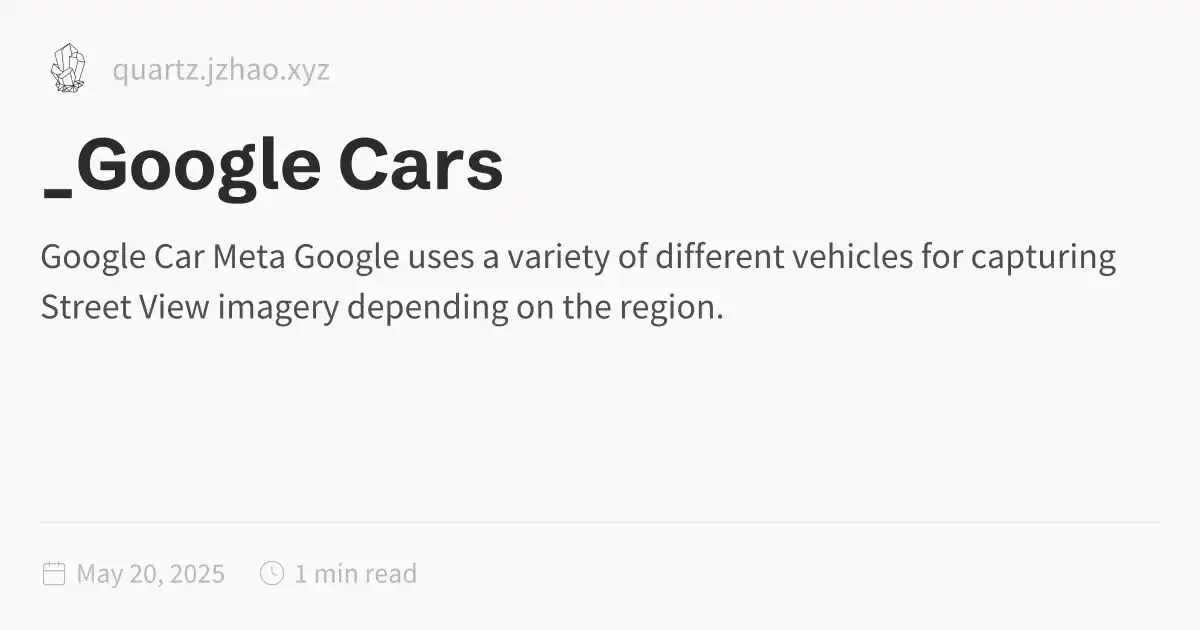 quartz.jzhao.xyz
_Google Cars
Google Car Meta Google uses a variety of different vehicles for capturing
Street View imagery depending on the region.
May 20, 2025 1 min read